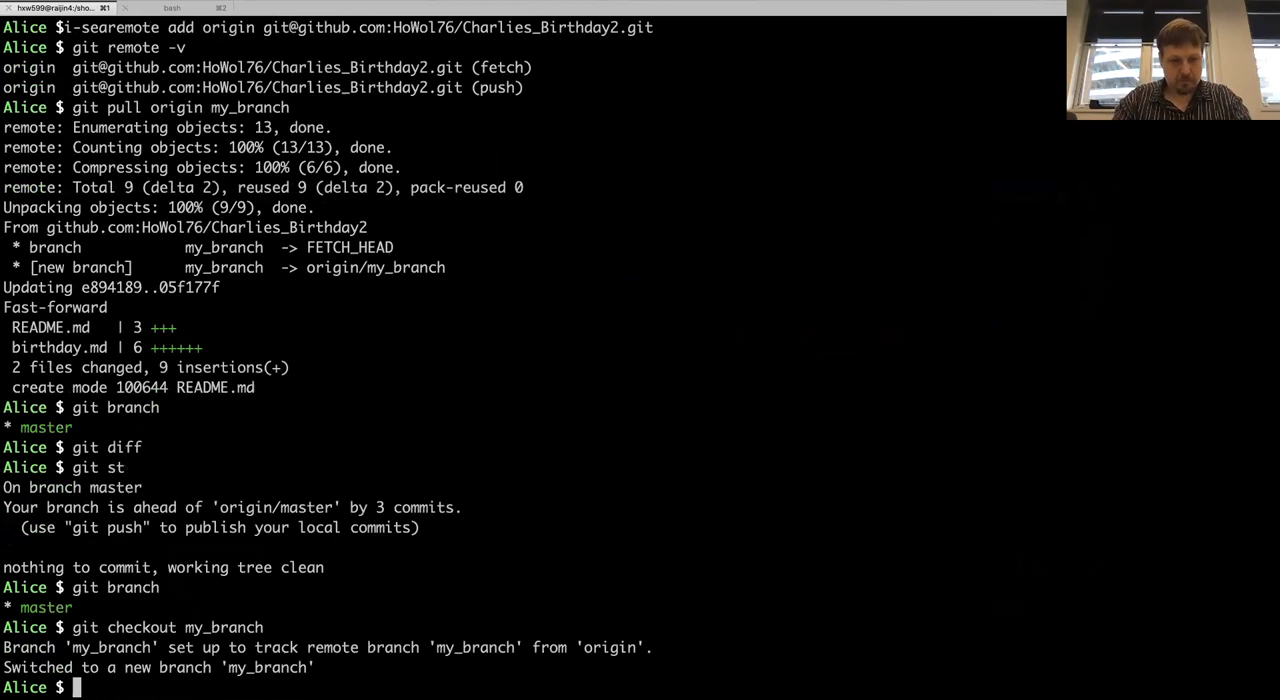 hxw599@raijin4:/sho... ⌘1
bash ⌘2
Alice $i-searemote add origin git@github.com:HoWol76/Charlies_Birthday2.git
Alice $ git remote -v
origin git@github.com:HoWol76/Charlies_Birthday2.git (fetch)
origin git@github.com:HoWol76/Charlies_Birthday2.git (push)
Alice $ git pull origin my_branch
remote: Enumerating objects: 13, done.
remote: Counting objects: 100% (13/13), done.
remote: Compressing objects: 100% (6/6), done.
remote: Total 9 (delta 2), reused 9 (delta 2), pack-reused 0
Unpacking objects: 100% (9/9), done.
From github.com:HoWol76/Charlies_Birthday2
* branch my_branch -> FETCH_HEAD
* [new branch] my_branch -> origin/my_branch
Updating e894189..05f177f
Fast-forward
README.md | 3 +++
birthday.md | 6 ++++++
2 files changed, 9 insertions(+)
create mode 100644 README.md
Alice $ git branch
* master
Alice $ git diff
Alice $ git st
On branch master
Your branch is ahead of 'origin/master' by 3 commits.
(use "git push" to publish your local commits)
nothing to commit, working tree clean
Alice $ git branch
* master
Alice $ git checkout my_branch
Branch 'my_branch' set up to track remote branch 'my_branch' from 'origin'.
Switched to a new branch 'my_branch'
Alice $